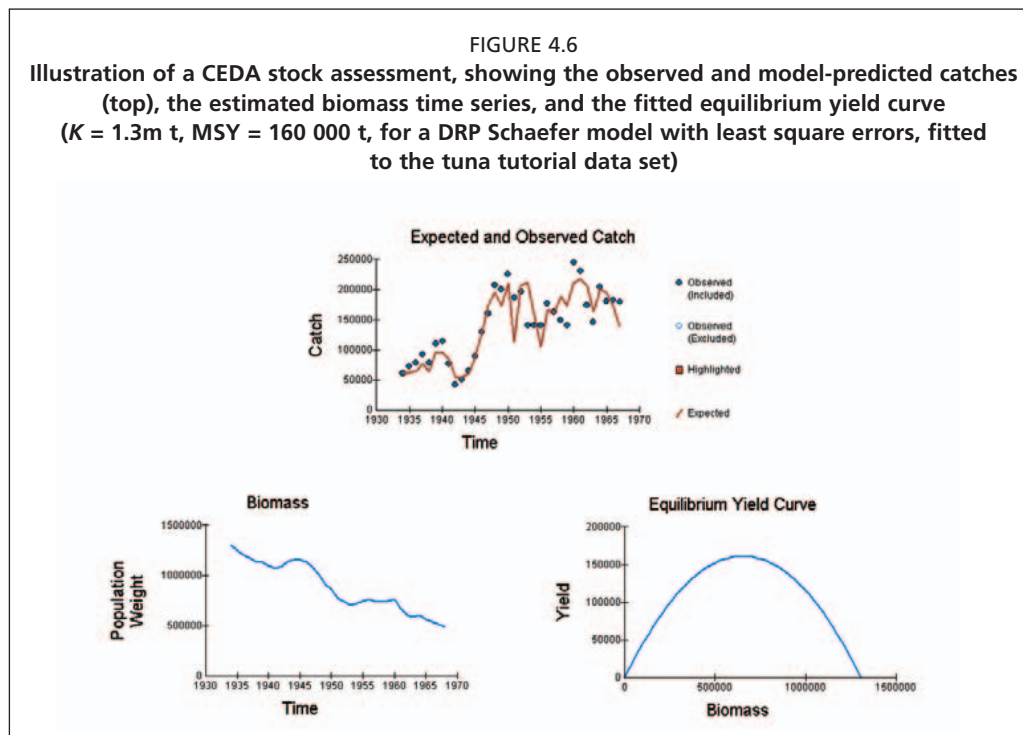 FIGURE 4.6
Illustration of a CEDA stock assessment, showing the observed and model-predicted catches
(top), the estimated biomass time series, and the fitted equilibrium yield curve
(K = 1.3m t, MSY = 160 000 t, for a DRP Schaefer model with least square errors, fitted
to the tuna tutorial data set)
Expected and Observed Catch
Catch
250000
200000
150000
100000
50000
0
1930 1935 1940 1945 1950 1955 1960 1965 1970
Time
Observed
(Included)
Observed
(Excluded)
Highlighted
Expected
Biomass
Population
Weight
1500000
1000000
500000
0
1930 1935 1940 1945 1950 1955 1960 1965 1970
Time
Equilibrium Yield Curve
Yield
200000
150000
100000
50000
0
0 500000 1000000 1500000
Biomass